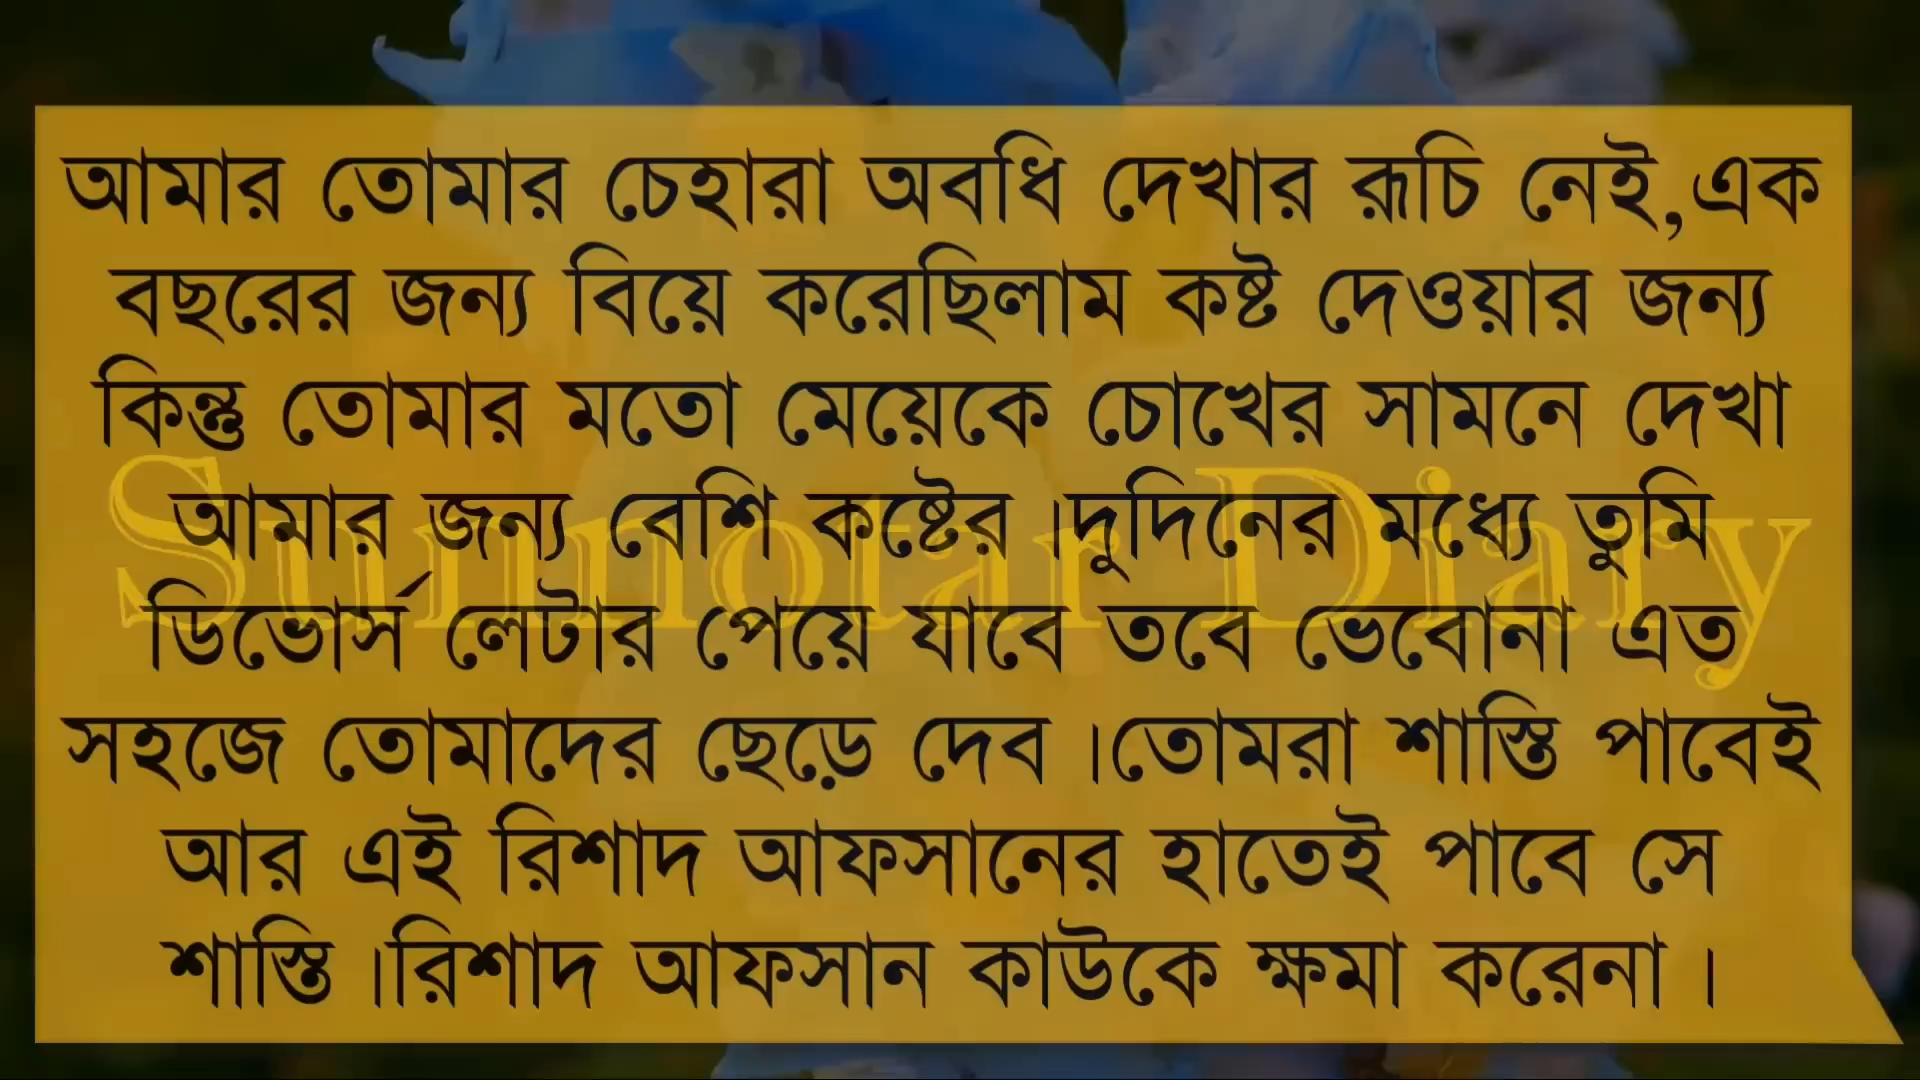 আমার তোমার চেহারা অবধি দেখার রূচি নেই,এক
বছরের জন্য বিয়ে করেছিলাম কষ্ট দেওয়ার জন্য
কিন্তু তোমার মতো মেয়েকে চোখের সামনে দেখা
আমার জন্য বেশি কষ্টের ।দুদিনের মধ্যে তুমি
ডিভোর্স লেটার পেয়ে যাবে তবে ভেবোনা এত
সহজে তোমাদের ছেড়ে দেব ।তোমরা শাস্তি পাবেই
আর এই রিশাদ আফসানের হাতেই পাবে সে
শাস্তি ।রিশাদ আফসান কাউকে ক্ষমা করেনা ।
Diary